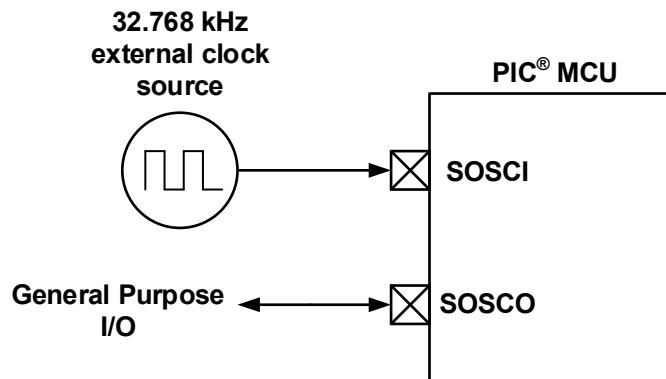 32.768 kHz
external clock
source
PIC® MCU
SOSCI
General Purpose
I/O
SOSCO